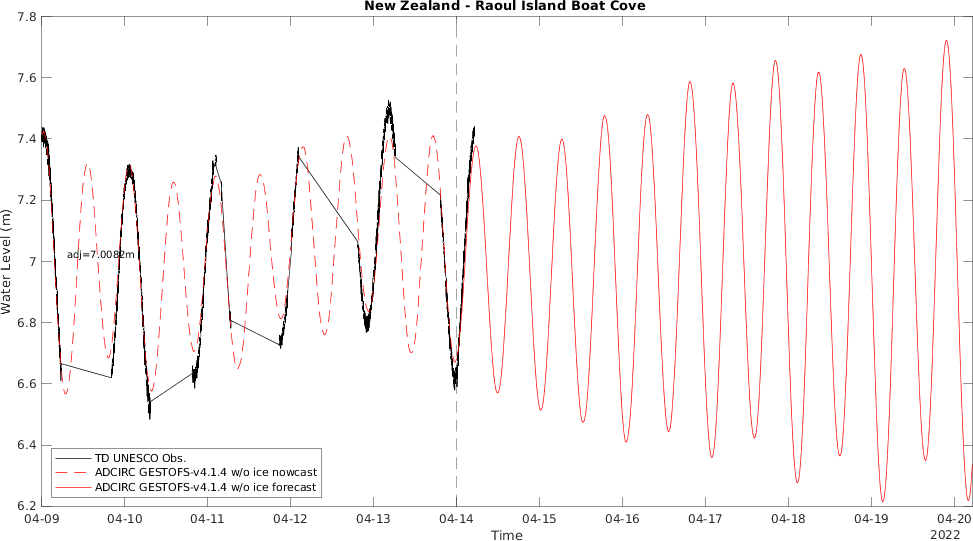 New Zealand - Raoul Island Boat Cove
Water Level (m)
7.8
7.6
7.4
7.2
7
6.8
6.6
6.4
6.2
adj=7.0082m
TD UNESCO Obs.
ADCIRC GESTOFS-v4.1.4 w/o ice nowcast
ADCIRC GESTOFS-v4.1.4 w/o ice forecast
04-09 04-10 04-11 04-12 04-13 04-14 04-15 04-16 04-17 04-18 04-19 04-20
Time
2022